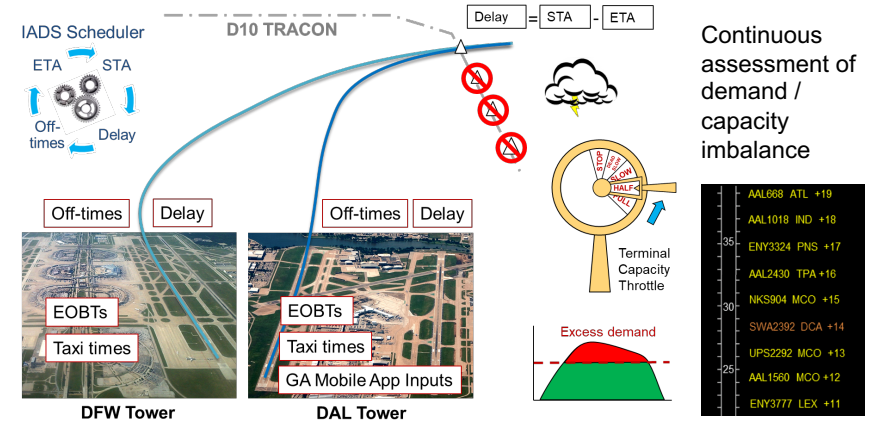 IADS Scheduler
ETA
STA
Off-
times
Delay
D10 TRACON
Delay = STA - ETA
Continuous
assessment of
demand /
capacity
imbalance
STOP
DEAD
SLOW
SLOW
HALF
FULL
Terminal
Capacity
Throttle
Off-times
Delay
Off-times
Delay
EOBTs
Taxi times
EOBTs
Taxi times
GA Mobile App Inputs
DFW Tower
DAL Tower
Excess demand
AAL668 ATL +19
AAL1018 IND +18
35
ENY3324 PNS +17
AAL2430 TPA +16
NKS904 MCO +15
30
SWA2392 DCA +14
UPS2292 MCO +13
25
AAL1560 MCO +12
ENY3777 LEX +11